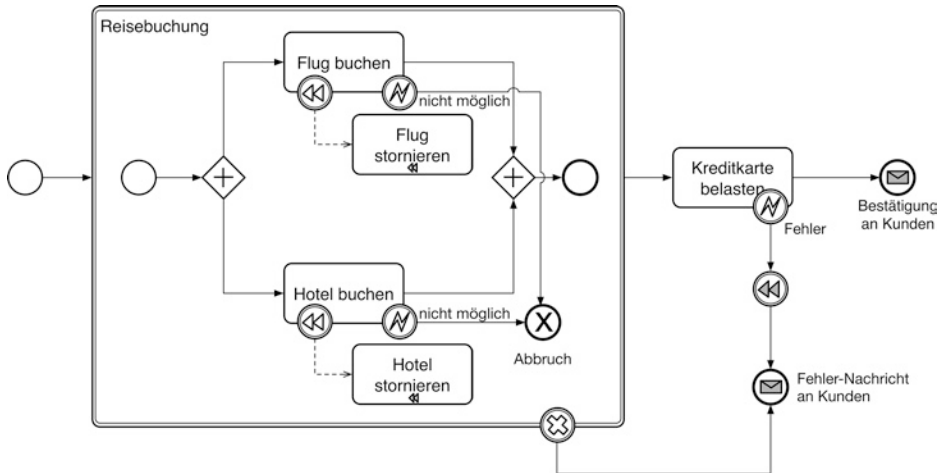 Reisebuchung
Flug buchen
nicht möglich
Flug
stornieren
Hotel buchen
nicht möglich
Hotel
stornieren
X
Abbruch
Kreditkarte
belasten
Fehler
Bestätigung
an Kunden
Fehler-Nachricht
an Kunden